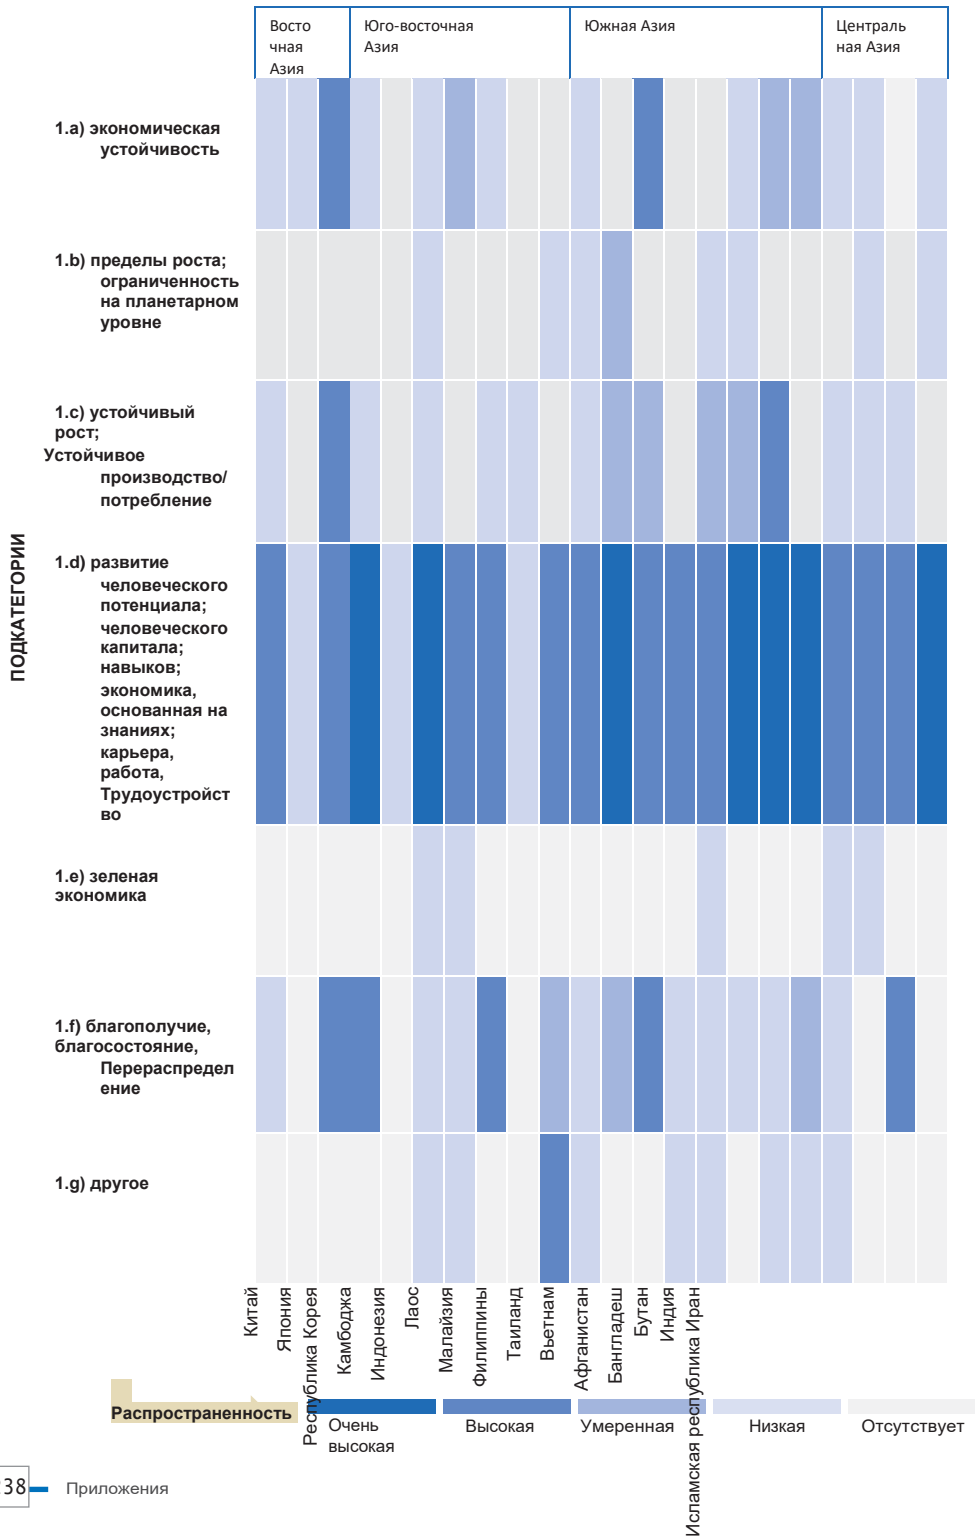 Восто
чная
Азия
Юго-восточная
Азия
Южная Азия
Централь
ная Азия
ПОДКАТЕГОРИИ
1.a) экономическая
устойчивость
1.b) пределы роста;
ограниченность
на планетарном
уровне
1.c) устойчивый
рост;
Устойчивое
производство/
потребление
1.d) развитие
человеческого
потенциала;
человеческого
капитала;
навыков;
экономика,
основанная на
знаниях;
карьера,
работа,
Трудоустройст
во
1.e) зеленая
экономика
1.f) благополучие,
благосостояние,
Перераспредел
ение
1.g) другое
Китай
Япония
Республика Корея
Камбоджа
Индонезия
Лаос
Малайзия
Филиппины
Таиланд
Вьетнам
Афганистан
Бангладеш
Бутан
Индия
Исламская республика Иран
Распространенность
Очень
высокая
Высокая
Умеренная
Низкая
Отсутствует
38
Приложения